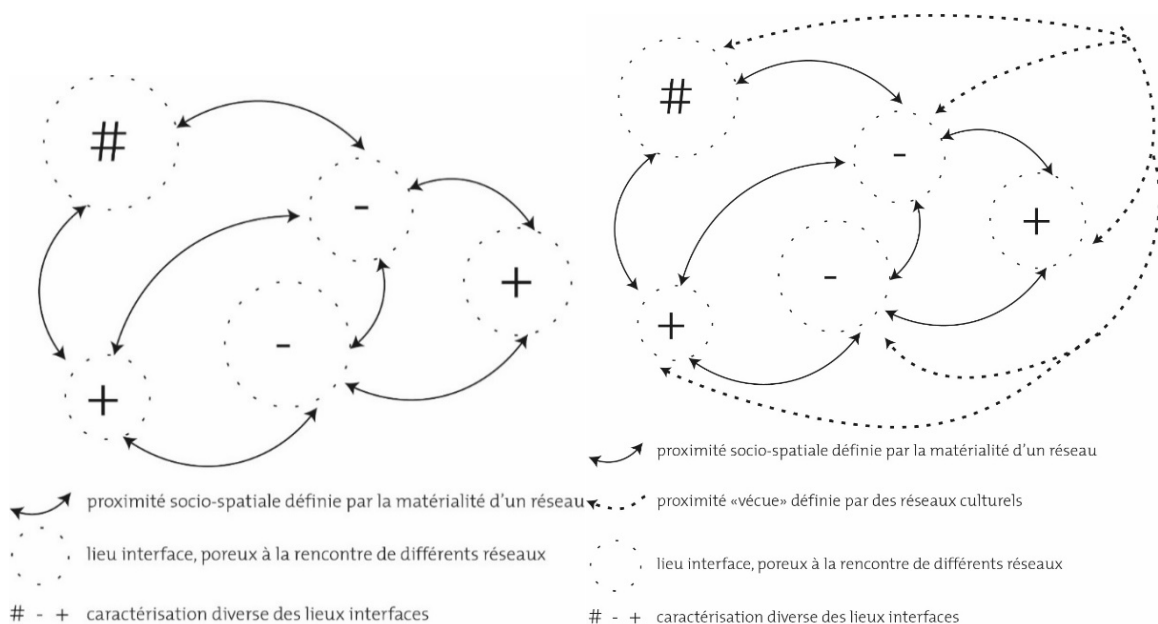 #
-
+
-
+
proximité socio-spatiale définie par la matérialité d'un réseau
lieu interface, poreux à la rencontre de différents réseaux
# - + caractérisation diverse des lieux interfaces
#
-
+
-
+
proximité socio-spatiale définie par la matérialité d'un réseau
proximité «vécue» définie par des réseaux culturels
lieu interface, poreux à la rencontre de différents réseaux
# - + caractérisation diverse des lieux interfaces